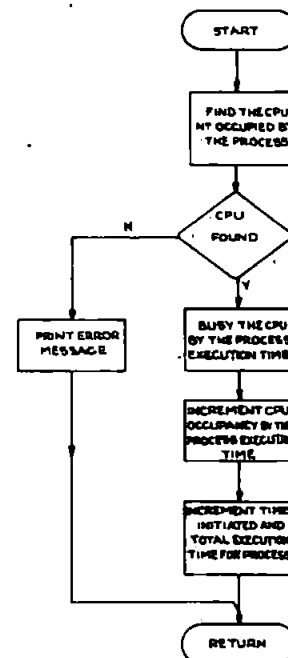 START
FIND THE CPU
NT OCCUPIED BY
THE PROCESS
CPU
FOUND
N
Y
PRINT ERROR
MESSAGE
BUSY THE CPU
BY THE PROCESS
EXECUTION TIME
INCREMENT CPU
OCCUPANCY BY THE
PROCESS EXECUTI
TIME
INCREMENT TIME
INITIATED AND
TOTAL EXECUTION
TIME FOR PROCESS
RETURN